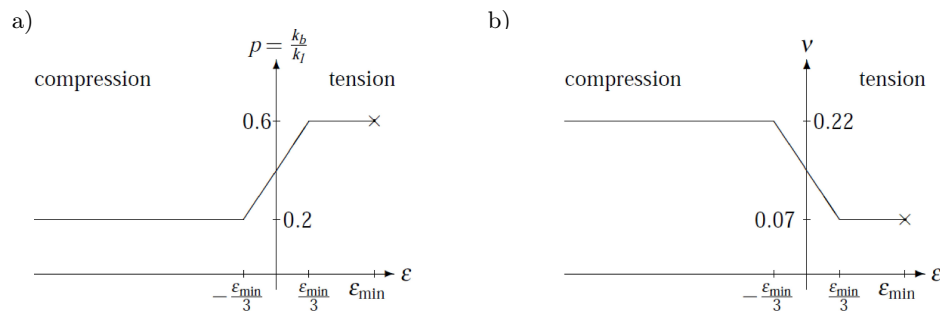 a)
p = k_b/k_l
compression
tension
0.6
0.2
-ε_min/3
ε_min/3
ε_min
ε
b)
ν
compression
tension
0.22
0.07
-ε_min/3
ε_min/3
ε_min
ε